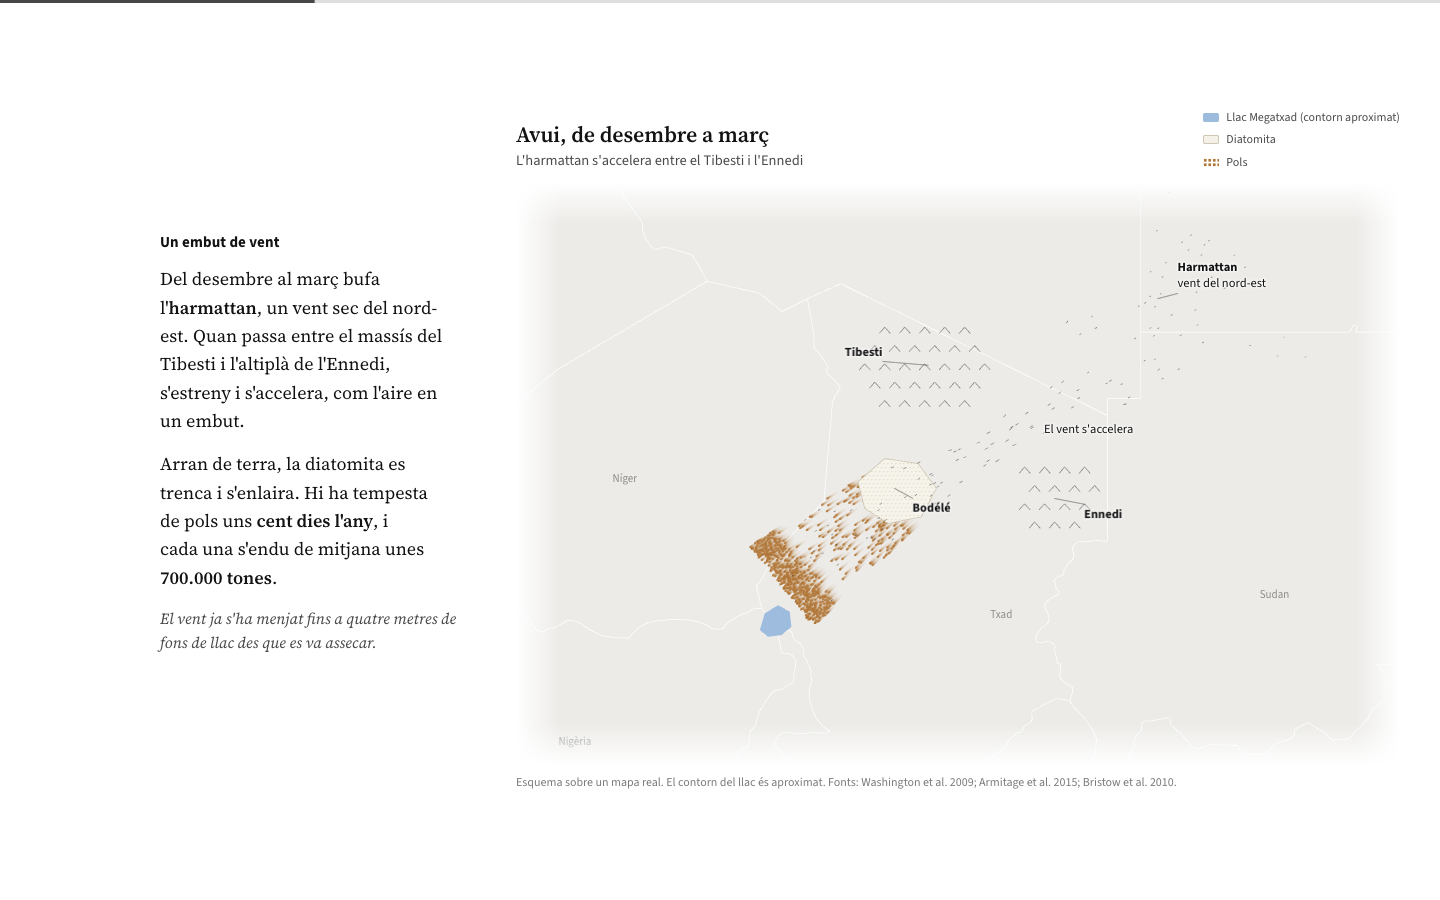 Avui, de desembre a març
L'harmattan s'accelera entre el Tibesti i l'Ennedi
Llac Megatxad (contorn aproximat)
Diatomita
Pols
Un embut de vent
Del desembre al març bufa
l'harmattan, un vent sec del nord-
est. Quan passa entre el massís del
Tibesti i l'altiplà de l'Ennedi,
s'estreny i s'accelera, com l'aire en
un embut.
Arran de terra, la diatomita es
trenca i s'enlaira. Hi ha tempesta
de pols uns cent dies l'any, i
cada una s'endu de mitjana unes
700.000 tones.
El vent ja s'ha menjat fins a quatre metres de
fons de llac des que es va assecar.
Harmattan
vent del nord-est
Tibesti
El vent s'accelera
Níger
Bodélé
Ennedi
Sudan
Txad
Nigèria
Esquema sobre un mapa real. El contorn del llac és aproximat. Fonts: Washington et al. 2009; Armitage et al. 2015; Bristow et al. 2010.